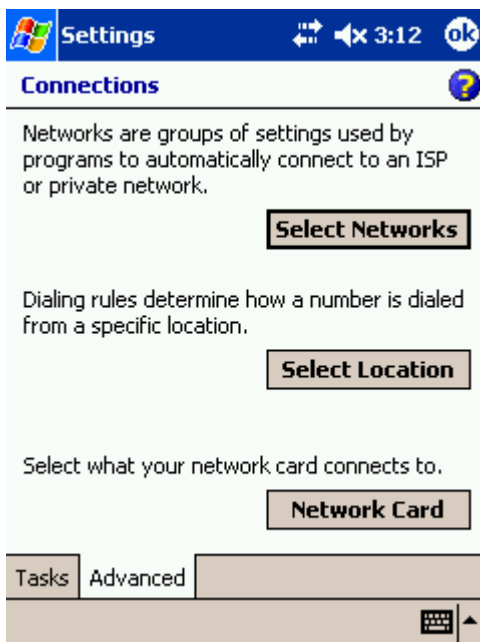 Settings 3:12 ok
Connections ?
Networks are groups of settings used by
programs to automatically connect to an ISP
or private network.
Select Networks
Dialing rules determine how a number is dialed
from a specific location.
Select Location
Select what your network card connects to.
Network Card
Tasks Advanced